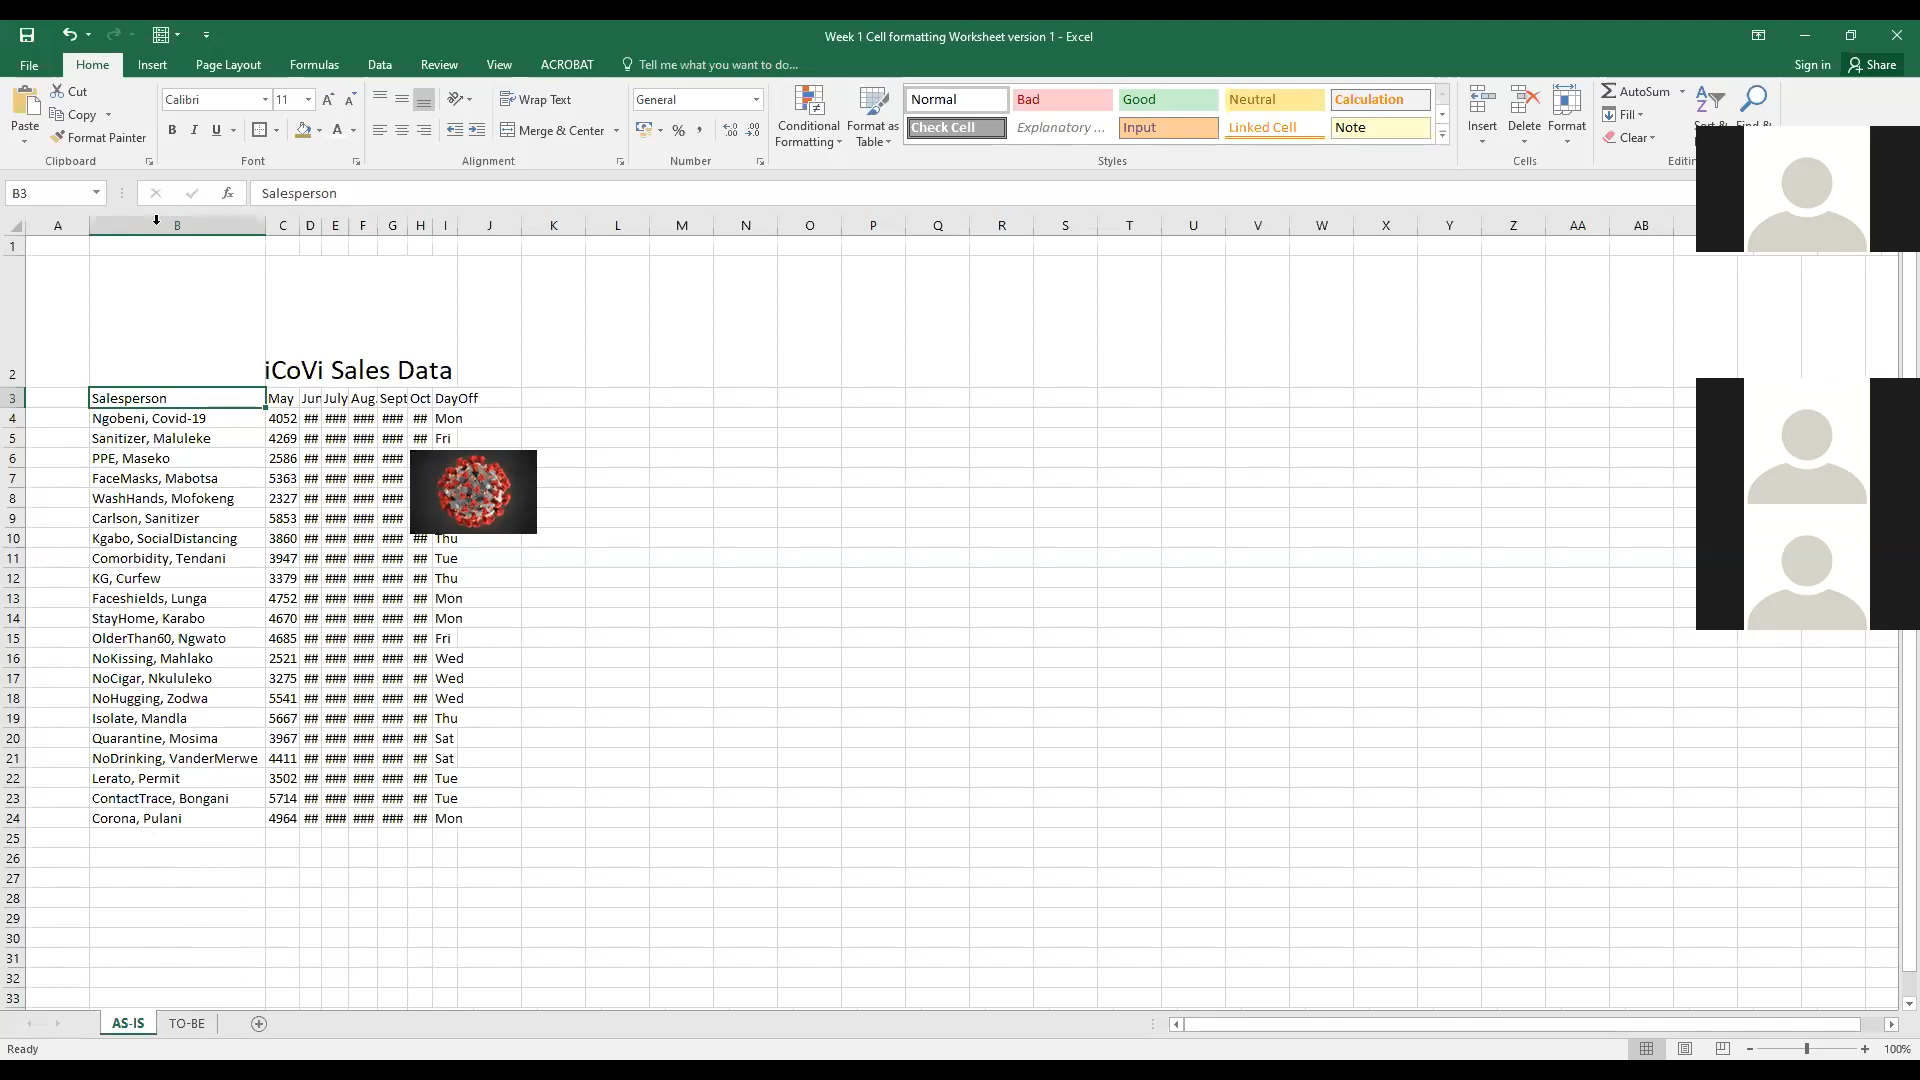 Week 1 Cell formatting Worksheet version 1 - Excel
File Home Insert Page Layout Formulas Data Review View ACROBAT Tell me what you want to do... Sign in Share
Paste Cut Copy Format Painter Clipboard
Calibri 11 B I U A Font
Wrap Text Merge & Center Alignment
General % , Number
Conditional Formatting Format as Table
Normal Bad Good Neutral Calculation
Check Cell Explanatory ... Input Linked Cell Note
Styles
Insert Delete Format Cells
AutoSum Fill Clear Editin
B3 fx Salesperson
A B C D E F G H I J K L M N O P Q R S T U V W X Y Z AA AB
1
2 iCoVi Sales Data
3 Salesperson May Jun July Aug Sept Oct DayOff
4 Ngobeni, Covid-19 4052 ## ### ### ### ## Mon
5 Sanitizer, Maluleke 4269 ## ### ### ### ## Fri
6 PPE, Maseko 2586 ## ### ### ###
7 FaceMasks, Mabotsa 5363 ## ### ### ###
8 WashHands, Mofokeng 2327 ## ### ### ###
9 Carlson, Sanitizer 5853 ## ### ### ###
10 Kgabo, SocialDistancing 3860 ## ### ### ### ## Thu
11 Comorbidity, Tendani 3947 ## ### ### ### ## Tue
12 KG, Curfew 3379 ## ### ### ### ## Thu
13 Faceshields, Lunga 4752 ## ### ### ### ## Mon
14 StayHome, Karabo 4670 ## ### ### ### ## Mon
15 OlderThan60, Ngwato 4685 ## ### ### ### ## Fri
16 NoKissing, Mahlako 2521 ## ### ### ### ## Wed
17 NoCigar, Nkululeko 3275 ## ### ### ### ## Wed
18 NoHugging, Zodwa 5541 ## ### ### ### ## Wed
19 Isolate, Mandla 5667 ## ### ### ### ## Thu
20 Quarantine, Mosima 3967 ## ### ### ### ## Sat
21 NoDrinking, VanderMerwe 4411 ## ### ### ### ## Sat
22 Lerato, Permit 3502 ## ### ### ### ## Tue
23 ContactTrace, Bongani 5714 ## ### ### ### ## Tue
24 Corona, Pulani 4964 ## ### ### ### ## Mon
25
26
27
28
29
30
31
32
33
AS-IS TO-BE
Ready 100%